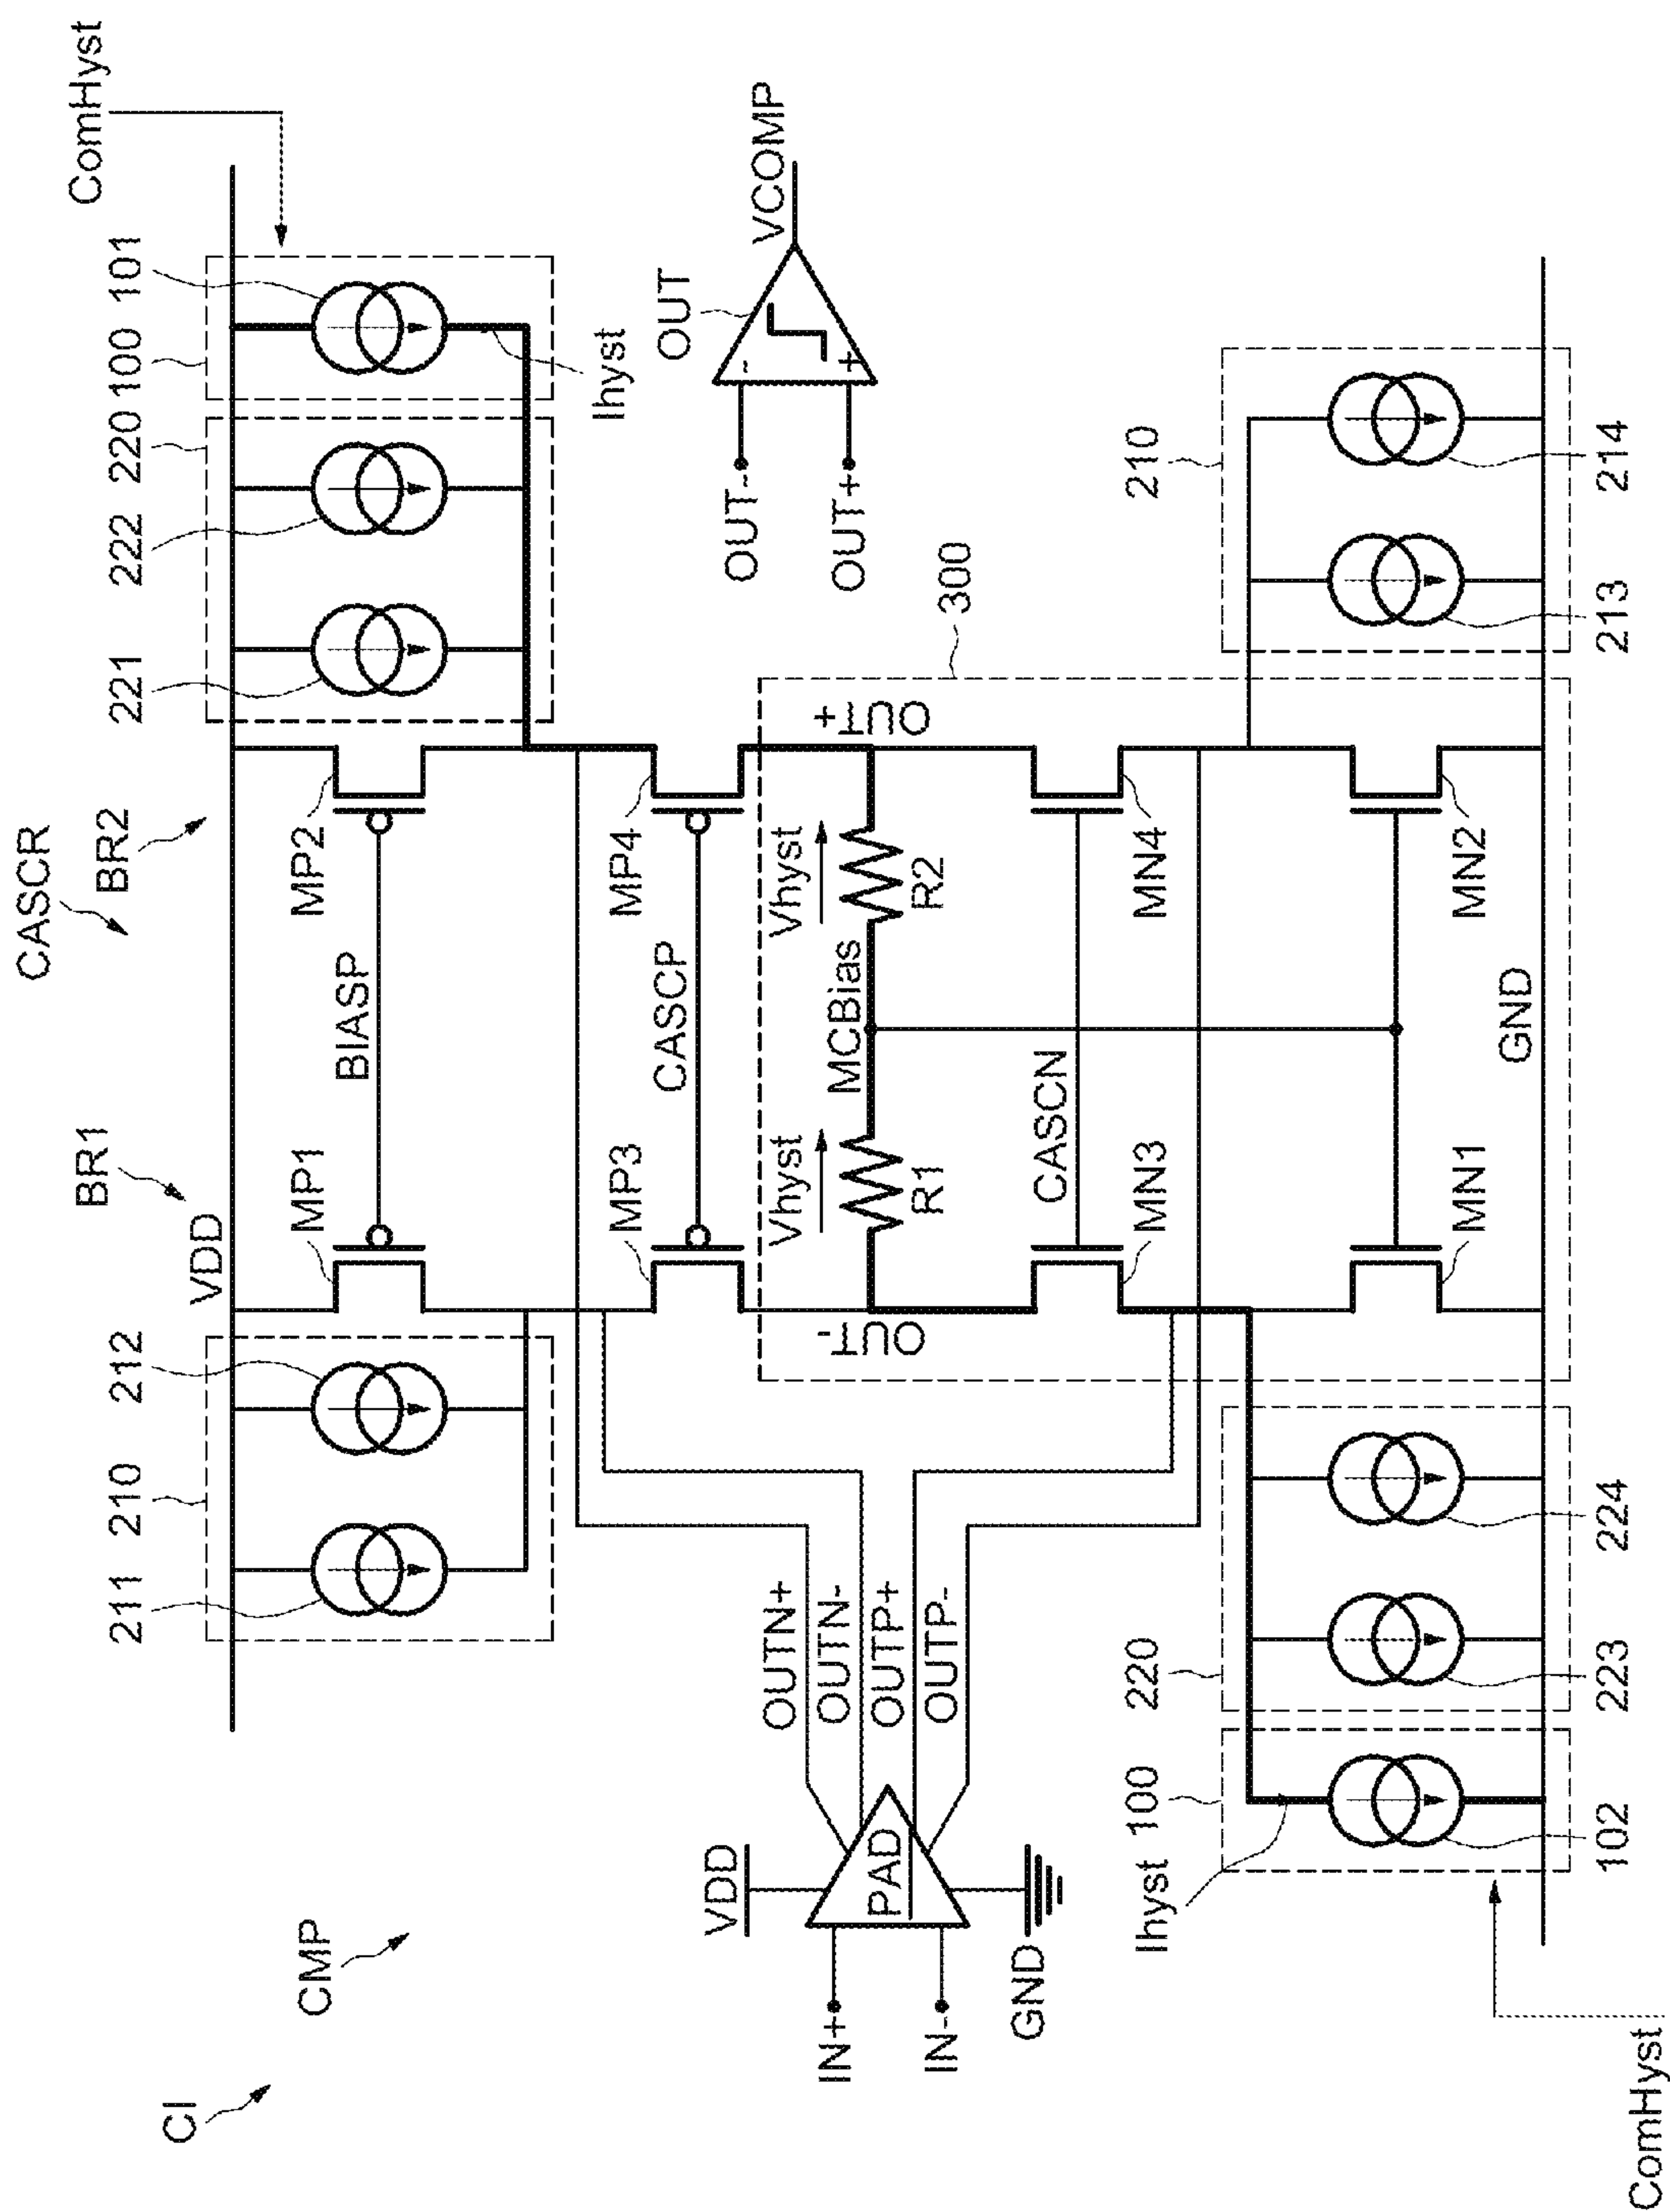 CI
CMP
CASCR
BR1
BR2
ComHyst
VDD
211
210
212
221
222
220
100
101
MP1
BIASP
MP2
Ihyst
MP3
CASCP
MP4
OUT
VCOMP
-
+
OUT-
OUT+
300
OUT-
OUT+
Vhyst
Vhyst
R1
MCBias
R2
OUTN+
OUTN-
OUTP+
OUTP-
VDD
IN+
IN-
PAD
GND
CASCN
MN3
MN4
MN1
MN2
GND
Ihyst
100
220
210
102
223
224
213
214
ComHyst